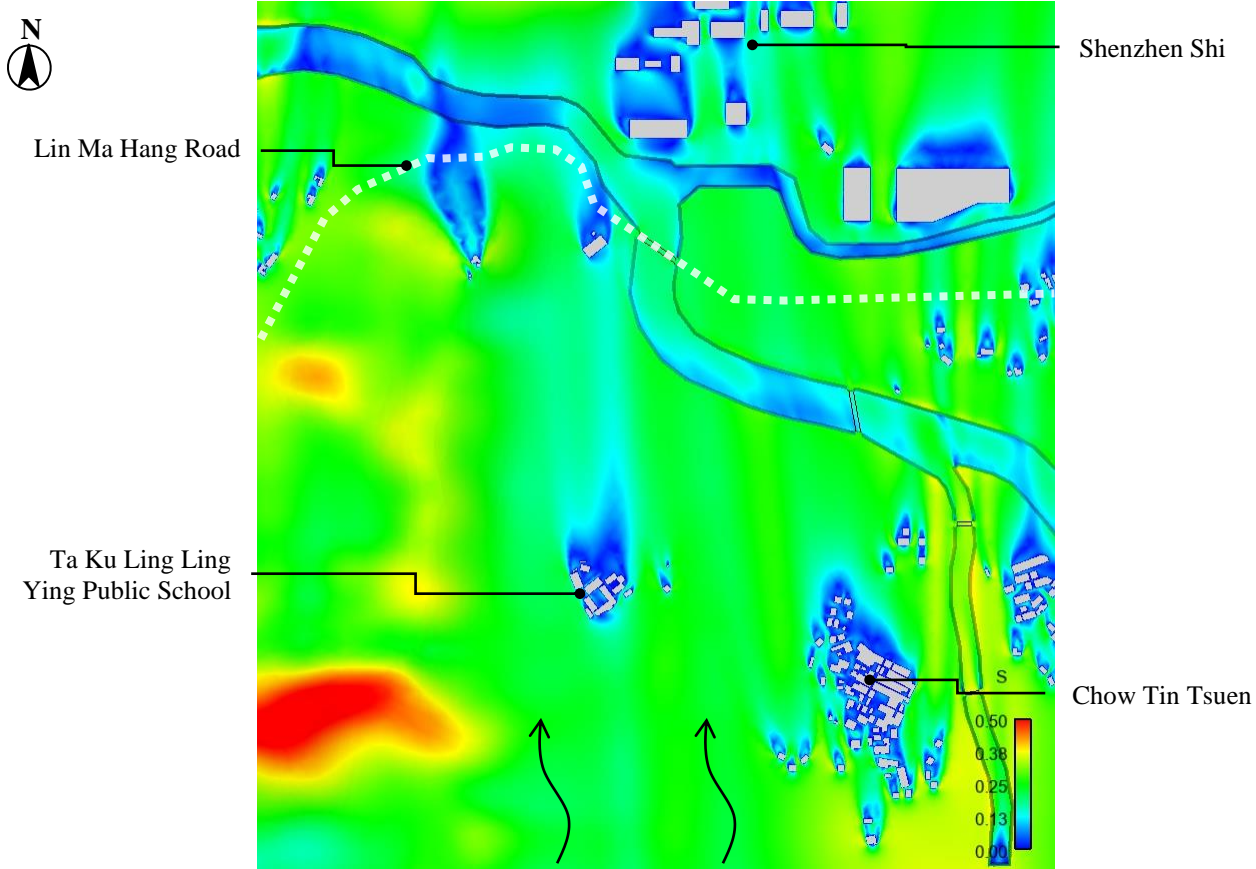 N
Shenzhen Shi
Lin Ma Hang Road
Ta Ku Ling Ling
Ying Public School
Chow Tin Tsuen
S
0.50
0.38
0.25
0.13
0.00